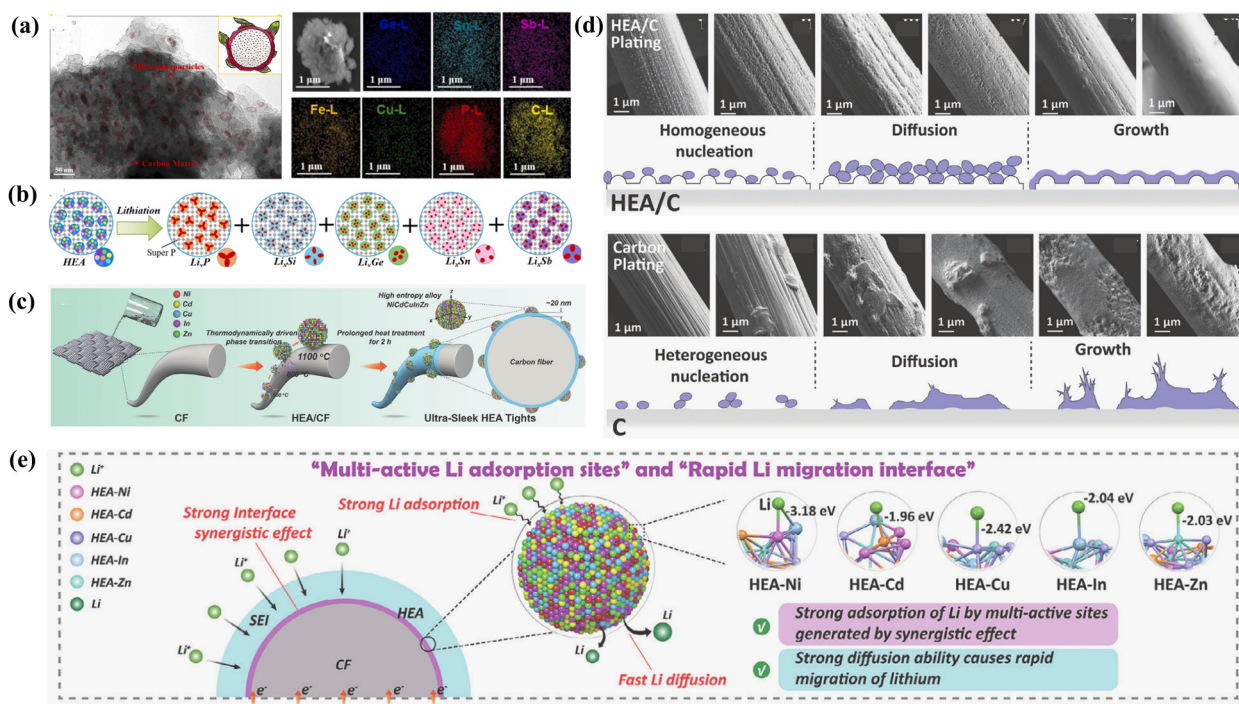 (a)
HEA nanoparticles
Carbon Matrix
50 nm
1 μm
Ge-L
1 μm
Sn-L
1 μm
Sb-L
1 μm
Fe-L
1 μm
Cu-L
1 μm
P-L
1 μm
C-L
1 μm
(b)
Lithiation
Super P
HEA
LiₓP
LiₓSi
LiₓGe
LiₓSn
LiₓSb
+
+
+
+
(c)
Ni
Cd
Cu
In
Zn
High entropy alloy
NiCdCuInZn
z
x
y
~20 nm
Thermodynamically driven
phase transition
Prolonged heat treatment
for 2 h
1100 °C
Carbon fiber
CF
HEA/CF
Ultra-Sleek HEA Tights
(d)
HEA/C
Plating
1 μm
1 μm
1 μm
1 μm
1 μm
1 μm
Homogeneous
nucleation
Diffusion
Growth
HEA/C
Carbon
Plating
1 μm
1 μm
1 μm
1 μm
1 μm
1 μm
Heterogeneous
nucleation
Diffusion
Growth
C
(e)
“Multi-active Li adsorption sites” and “Rapid Li migration interface”
Li⁺
HEA-Ni
HEA-Cd
HEA-Cu
HEA-In
HEA-Zn
Li
Strong Interface
synergistic effect
Li⁺
Li⁺
Li⁺
Li⁺
SEI
HEA
CF
e⁻ e⁻ e⁻ e⁻ e⁻
Strong Li adsorption
Li⁺
Li
Li
Fast Li diffusion
Li
-3.18 eV
-1.96 eV
-2.42 eV
-2.04 eV
-2.03 eV
HEA-Ni
HEA-Cd
HEA-Cu
HEA-In
HEA-Zn
√ Strong adsorption of Li by multi-active sites
generated by synergistic effect
√ Strong diffusion ability causes rapid
migration of lithium